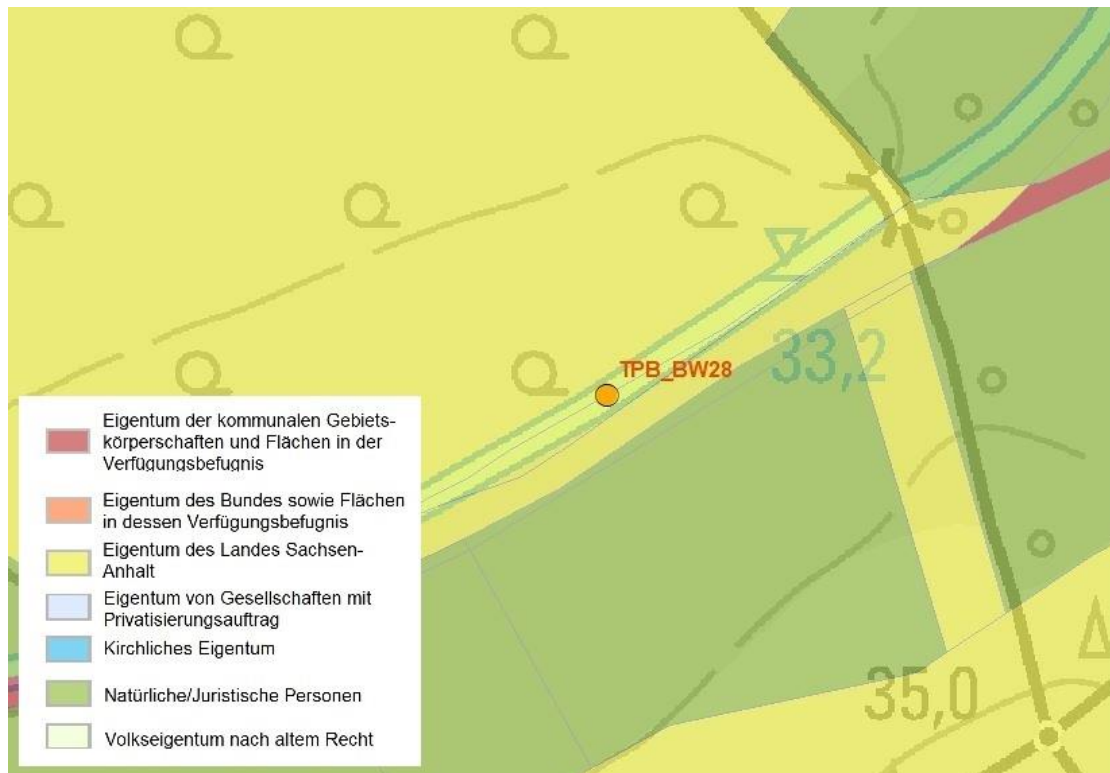 TPB_BW28
33,2
Eigentum der kommunalen Gebiets-
körperschaften und Flächen in der
Verfügungsbefugnis
Eigentum des Bundes sowie Flächen
in dessen Verfügungsbefugnis
Eigentum des Landes Sachsen-
Anhalt
Eigentum von Gesellschaften mit
Privatisierungsauftrag
Kirchliches Eigentum
Natürliche/Juristische Personen
Volkseigentum nach altem Recht
35,0